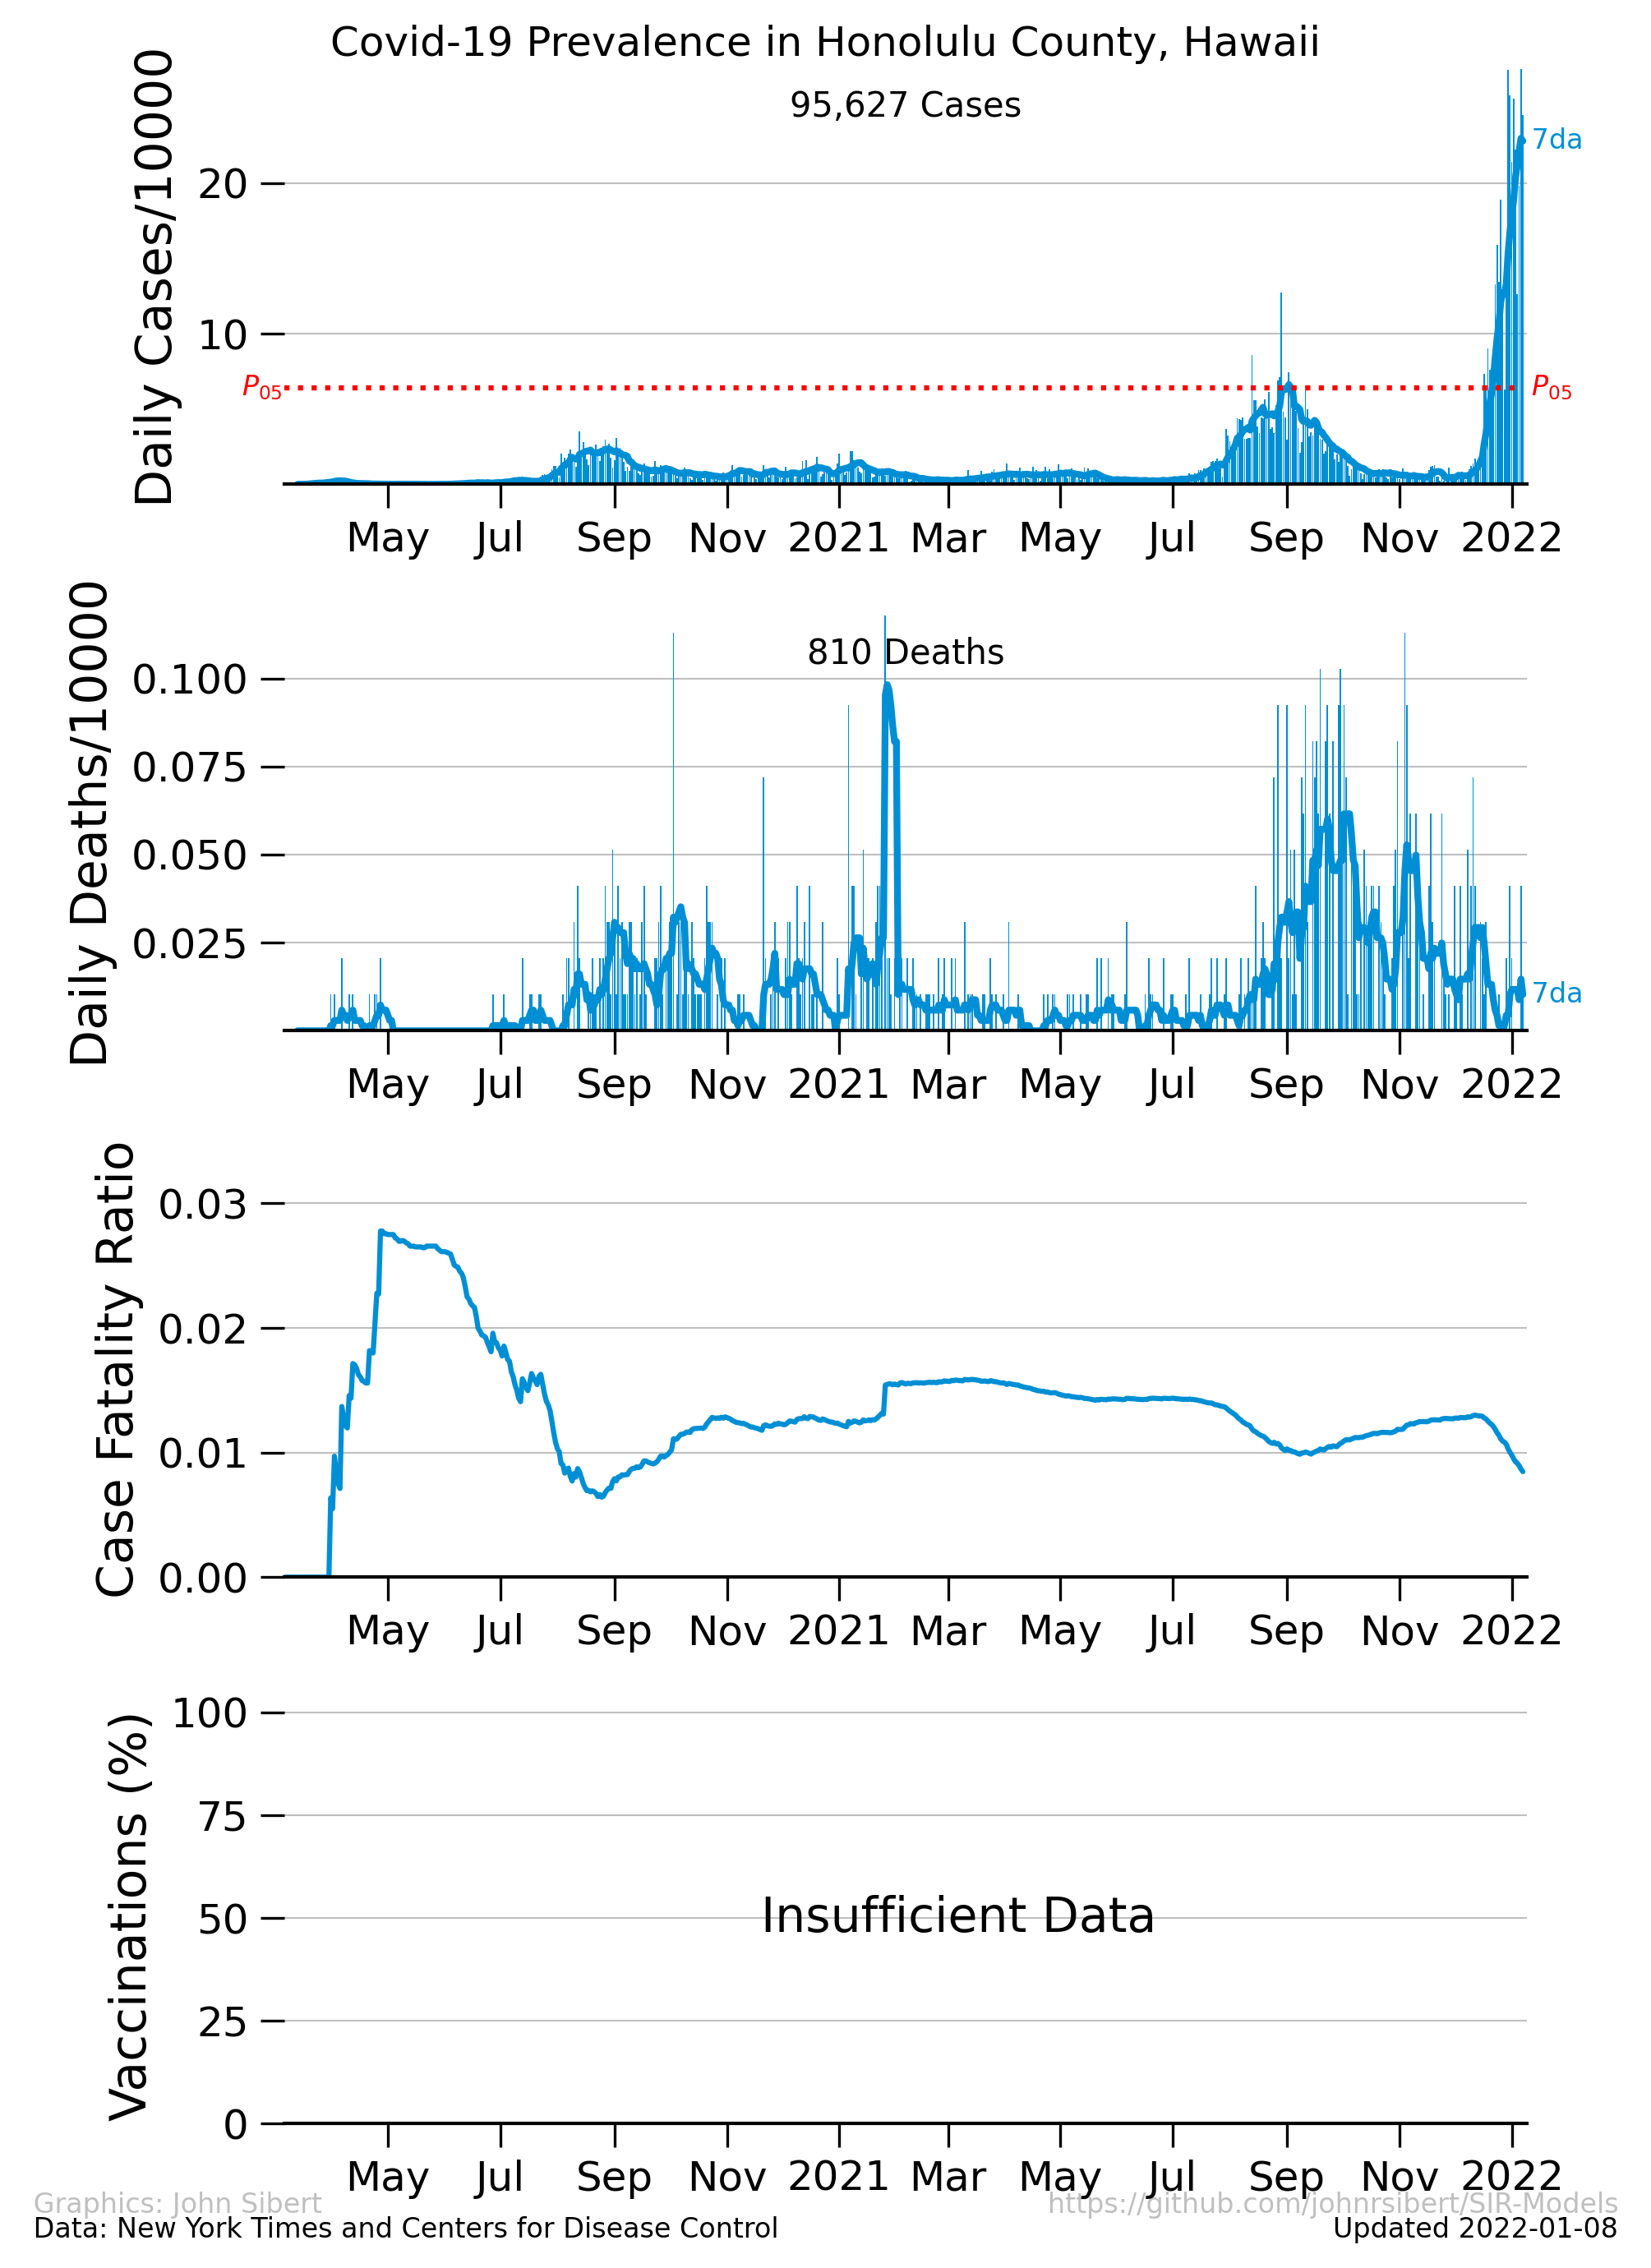 Covid-19 Prevalence in Honolulu County, Hawaii
Daily Cases/10000
95,627 Cases
20
10
P05
P05
7da
May Jul Sep Nov 2021 Mar May Jul Sep Nov 2022
Daily Deaths/10000
810 Deaths
0.100
0.075
0.050
0.025
7da
May Jul Sep Nov 2021 Mar May Jul Sep Nov 2022
Case Fatality Ratio
0.03
0.02
0.01
0.00
May Jul Sep Nov 2021 Mar May Jul Sep Nov 2022
Vaccinations (%)
100
75
50
25
0
Insufficient Data
May Jul Sep Nov 2021 Mar May Jul Sep Nov 2022
Graphics: John Sibert
https://github.com/johnrsibert/SIR-Models
Data: New York Times and Centers for Disease Control
Updated 2022-01-08